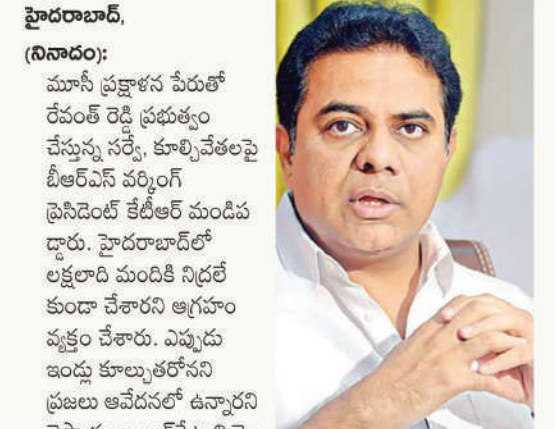 హైదరాబాద్,
(నినాదం):
మూసీ ప్రక్షాళన పేరుతో
రేవంత్ రెడ్డి ప్రభుత్వం
చేస్తున్న సర్వే, కూల్చివేతలపై
బీఆర్ఎస్ వర్కింగ్
ప్రెసిడెంట్ కేటీఆర్ మండిప
డ్డారు. హైదరాబాద్‌లో
లక్షలాది మందికి నిద్రలే
కుండా చేశారని ఆగ్రహం
వ్యక్తం చేశారు. ఎప్పుడు
ఇండ్లు కూల్చుతరోనని
ప్రజలు ఆవేదనలో ఉన్నారని